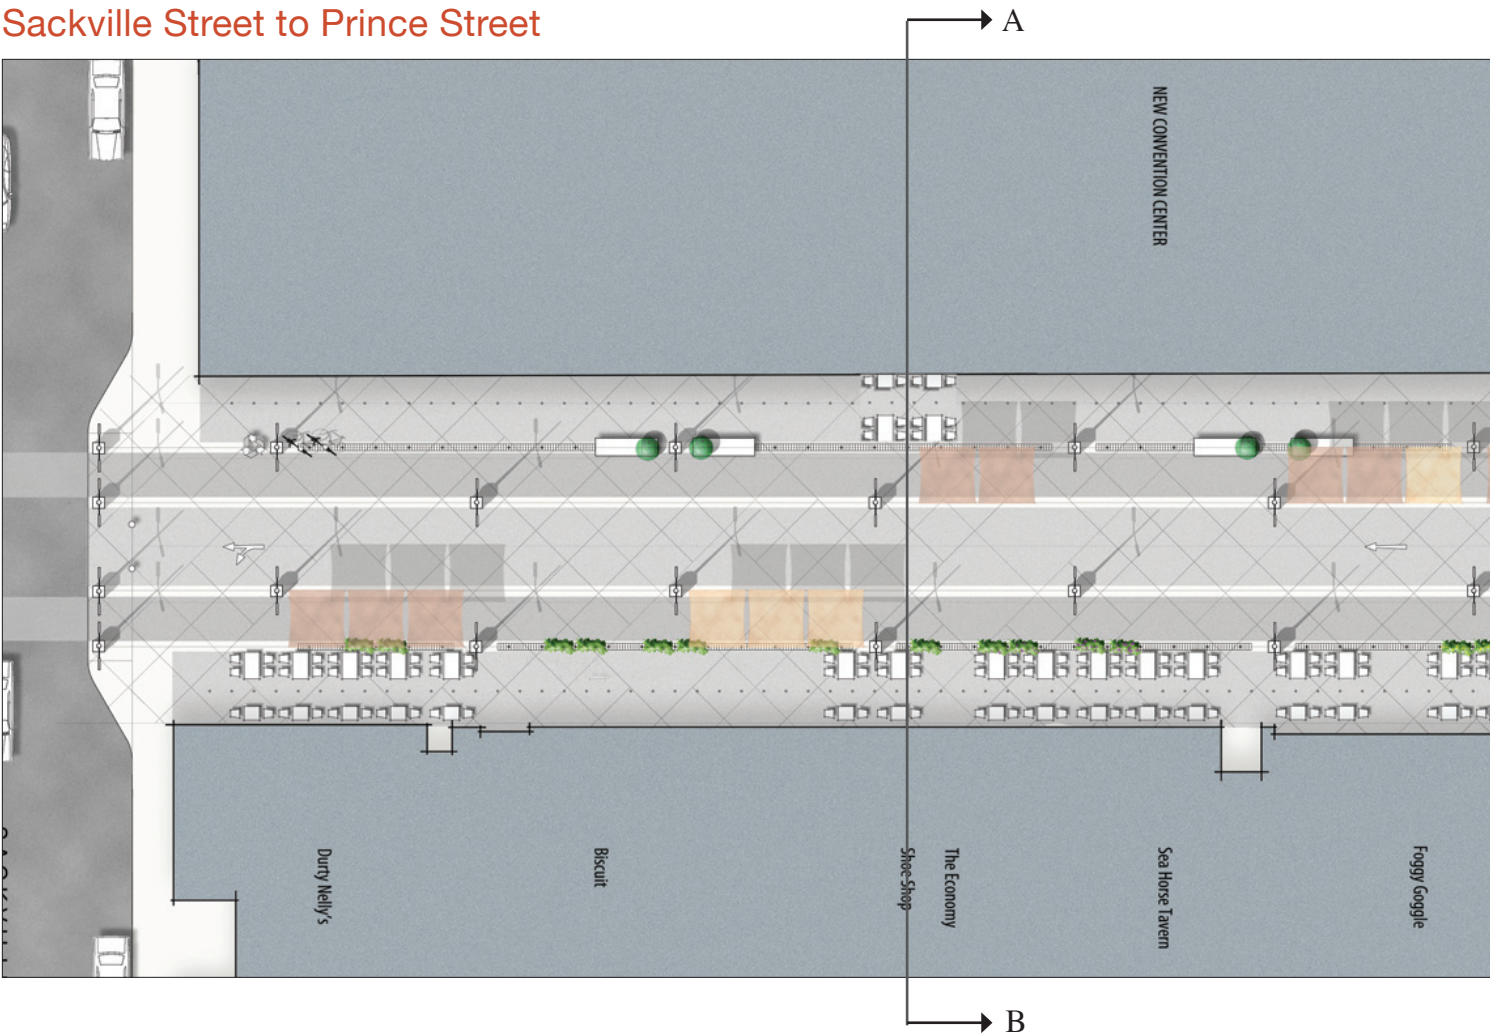 Sackville Street to Prince Street
A
NEW CONVENTION CENTER
Durty Nelly's
Biscuit
Shoe Shop
The Economy
Sea Horse Tavern
Foggy Goggle
B